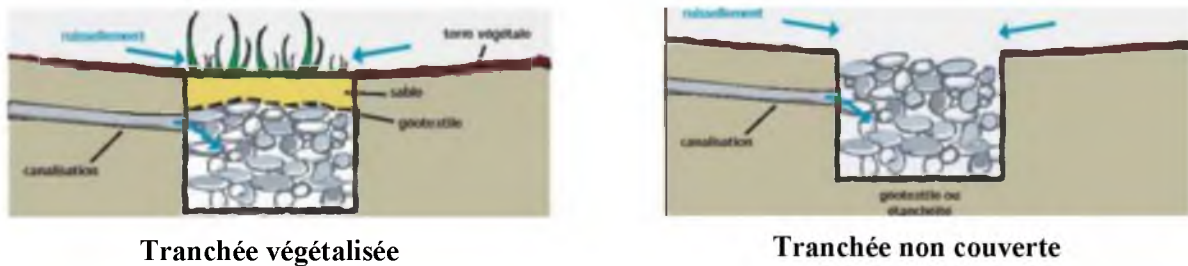 ruissellement
terre végétale
sable
géotextile
canalisation
Tranchée végétalisée
ruissellement
canalisation
géotextile ou
étanchéité
Tranchée non couverte